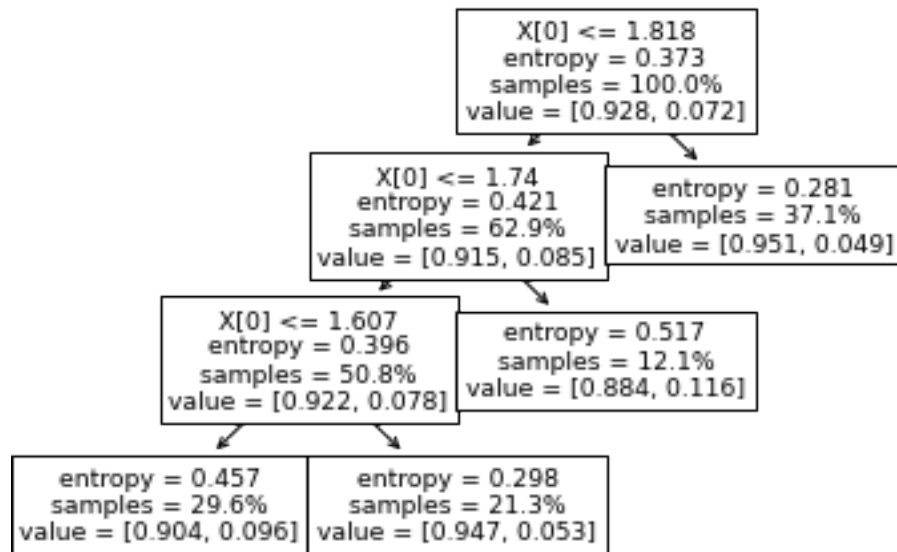 X[0] <= 1.818
entropy = 0.373
samples = 100.0%
value = [0.928, 0.072]
X[0] <= 1.74
entropy = 0.421
samples = 62.9%
value = [0.915, 0.085]
entropy = 0.281
samples = 37.1%
value = [0.951, 0.049]
X[0] <= 1.607
entropy = 0.396
samples = 50.8%
value = [0.922, 0.078]
entropy = 0.517
samples = 12.1%
value = [0.884, 0.116]
entropy = 0.457
samples = 29.6%
value = [0.904, 0.096]
entropy = 0.298
samples = 21.3%
value = [0.947, 0.053]